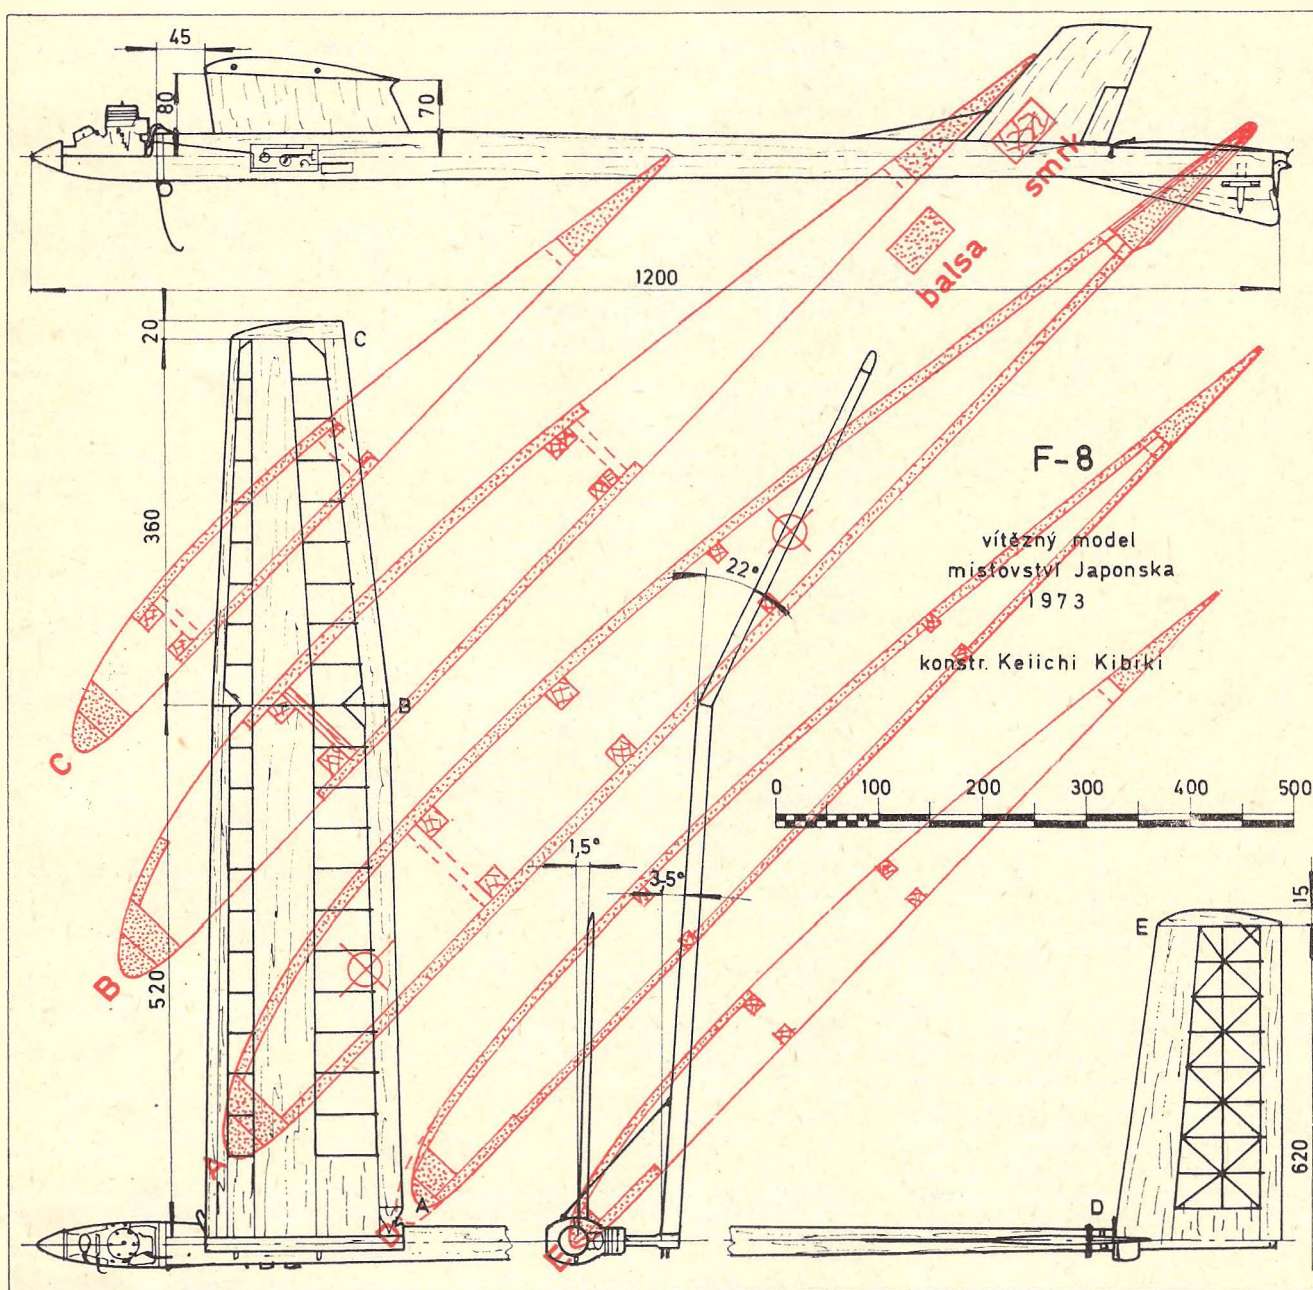 45
80
70
smrk
balsa
1200
20
C
360
F-8
vítězný model
mistovství Japonska
1973
konstr. Keiichi Kibiki
22°
B
C
0 100 200 300 400 500
1,5°
3,5°
15
E
B
520
A
A
620
D
E